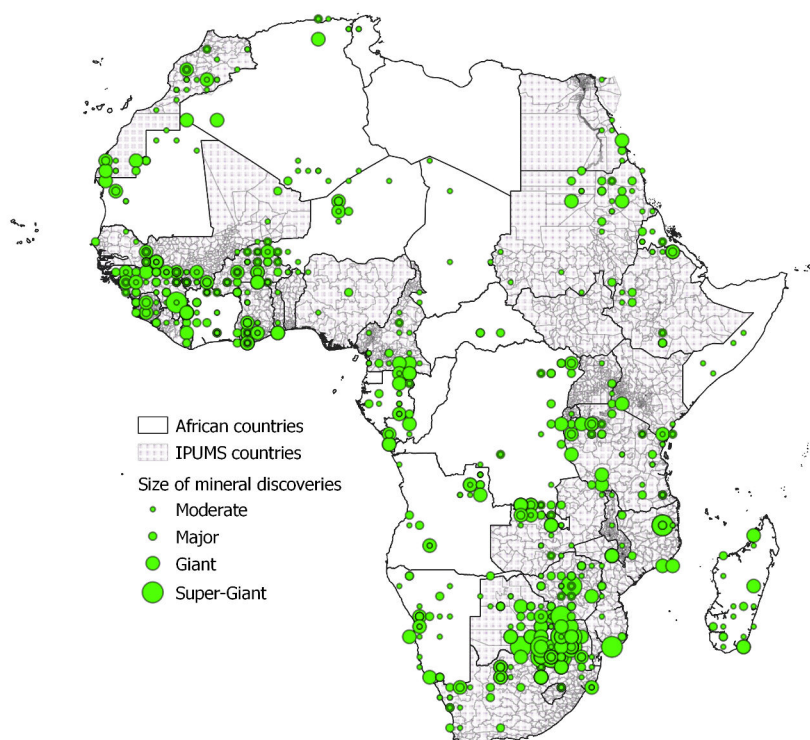 African countries
IPUMS countries
Size of mineral discoveries
Moderate
Major
Giant
Super-Giant